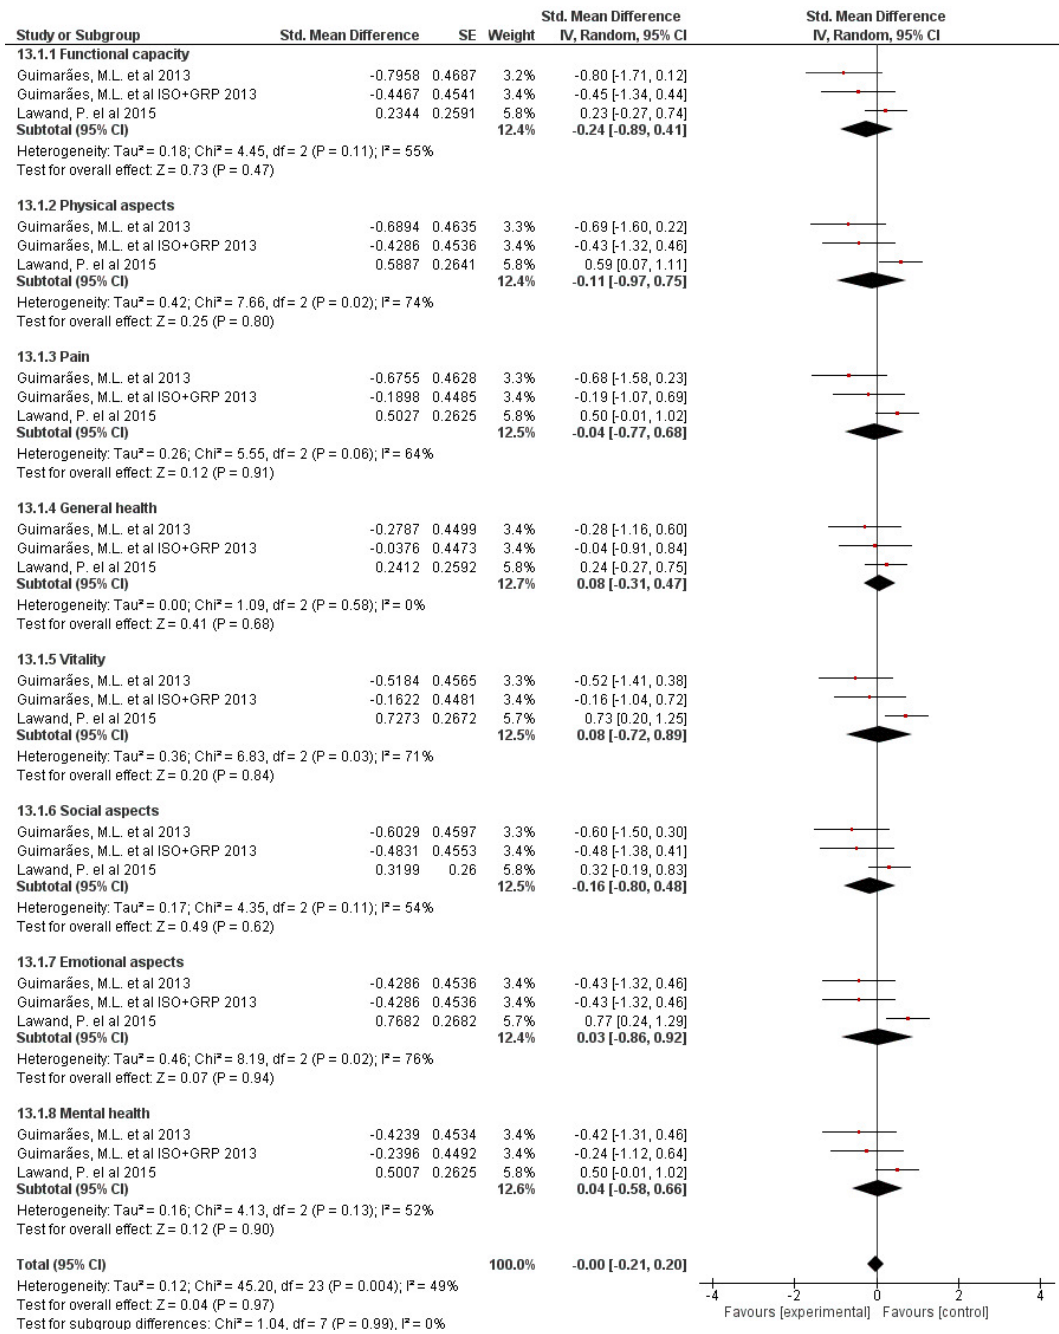 Std. Mean Difference Std. Mean Difference
Study or Subgroup Std. Mean Difference SE Weight IV, Random, 95% CI IV, Random, 95% CI
13.1.1 Functional capacity
Guimarães, M.L. et al 2013 -0.7958 0.4687 3.2% -0.80 [-1.71, 0.12]
Guimarães, M.L. et al ISO+GRP 2013 -0.4467 0.4541 3.4% -0.45 [-1.34, 0.44]
Lawand, P. el al 2015 0.2344 0.2591 5.8% 0.23 [-0.27, 0.74]
Subtotal (95% CI) 12.4% -0.24 [-0.89, 0.41]
Heterogeneity: Tau² = 0.18; Chi² = 4.45, df = 2 (P = 0.11); I² = 55%
Test for overall effect: Z = 0.73 (P = 0.47)
13.1.2 Physical aspects
Guimarães, M.L. et al 2013 -0.6894 0.4635 3.3% -0.69 [-1.60, 0.22]
Guimarães, M.L. et al ISO+GRP 2013 -0.4286 0.4536 3.4% -0.43 [-1.32, 0.46]
Lawand, P. el al 2015 0.5887 0.2641 5.8% 0.59 [0.07, 1.11]
Subtotal (95% CI) 12.4% -0.11 [-0.97, 0.75]
Heterogeneity: Tau² = 0.42; Chi² = 7.66, df = 2 (P = 0.02); I² = 74%
Test for overall effect: Z = 0.25 (P = 0.80)
13.1.3 Pain
Guimarães, M.L. et al 2013 -0.6755 0.4628 3.3% -0.68 [-1.58, 0.23]
Guimarães, M.L. et al ISO+GRP 2013 -0.1898 0.4485 3.4% -0.19 [-1.07, 0.69]
Lawand, P. el al 2015 0.5027 0.2625 5.8% 0.50 [-0.01, 1.02]
Subtotal (95% CI) 12.5% -0.04 [-0.77, 0.68]
Heterogeneity: Tau² = 0.26; Chi² = 5.55, df = 2 (P = 0.06); I² = 64%
Test for overall effect: Z = 0.12 (P = 0.91)
13.1.4 General health
Guimarães, M.L. et al 2013 -0.2787 0.4499 3.4% -0.28 [-1.16, 0.60]
Guimarães, M.L. et al ISO+GRP 2013 -0.0376 0.4473 3.4% -0.04 [-0.91, 0.84]
Lawand, P. el al 2015 0.2412 0.2592 5.8% 0.24 [-0.27, 0.75]
Subtotal (95% CI) 12.7% 0.08 [-0.31, 0.47]
Heterogeneity: Tau² = 0.00; Chi² = 1.09, df = 2 (P = 0.58); I² = 0%
Test for overall effect: Z = 0.41 (P = 0.68)
13.1.5 Vitality
Guimarães, M.L. et al 2013 -0.5184 0.4565 3.3% -0.52 [-1.41, 0.38]
Guimarães, M.L. et al ISO+GRP 2013 -0.1622 0.4481 3.4% -0.16 [-1.04, 0.72]
Lawand, P. el al 2015 0.7273 0.2672 5.7% 0.73 [0.20, 1.25]
Subtotal (95% CI) 12.5% 0.08 [-0.72, 0.89]
Heterogeneity: Tau² = 0.36; Chi² = 6.83, df = 2 (P = 0.03); I² = 71%
Test for overall effect: Z = 0.20 (P = 0.84)
13.1.6 Social aspects
Guimarães, M.L. et al 2013 -0.6029 0.4597 3.3% -0.60 [-1.50, 0.30]
Guimarães, M.L. et al ISO+GRP 2013 -0.4831 0.4553 3.4% -0.48 [-1.38, 0.41]
Lawand, P. el al 2015 0.3199 0.26 5.8% 0.32 [-0.19, 0.83]
Subtotal (95% CI) 12.5% -0.16 [-0.80, 0.48]
Heterogeneity: Tau² = 0.17; Chi² = 4.35, df = 2 (P = 0.11); I² = 54%
Test for overall effect: Z = 0.49 (P = 0.62)
13.1.7 Emotional aspects
Guimarães, M.L. et al 2013 -0.4286 0.4536 3.4% -0.43 [-1.32, 0.46]
Guimarães, M.L. et al ISO+GRP 2013 -0.4286 0.4536 3.4% -0.43 [-1.32, 0.46]
Lawand, P. el al 2015 0.7682 0.2682 5.7% 0.77 [0.24, 1.29]
Subtotal (95% CI) 12.4% 0.03 [-0.86, 0.92]
Heterogeneity: Tau² = 0.46; Chi² = 8.19, df = 2 (P = 0.02); I² = 76%
Test for overall effect: Z = 0.07 (P = 0.94)
13.1.8 Mental health
Guimarães, M.L. et al 2013 -0.4239 0.4534 3.4% -0.42 [-1.31, 0.46]
Guimarães, M.L. et al ISO+GRP 2013 -0.2396 0.4492 3.4% -0.24 [-1.12, 0.64]
Lawand, P. el al 2015 0.5007 0.2625 5.8% 0.50 [-0.01, 1.02]
Subtotal (95% CI) 12.6% 0.04 [-0.58, 0.66]
Heterogeneity: Tau² = 0.16; Chi² = 4.13, df = 2 (P = 0.13); I² = 52%
Test for overall effect: Z = 0.12 (P = 0.90)
Total (95% CI) 100.0% -0.00 [-0.21, 0.20]
Heterogeneity: Tau² = 0.12; Chi² = 45.20, df = 23 (P = 0.004); I² = 49%
Test for overall effect: Z = 0.04 (P = 0.97)
Test for subgroup differences: Chi² = 1.04, df = 7 (P = 0.99), I² = 0%
-4 -2 0 2 4
Favours [experimental] Favours [control]